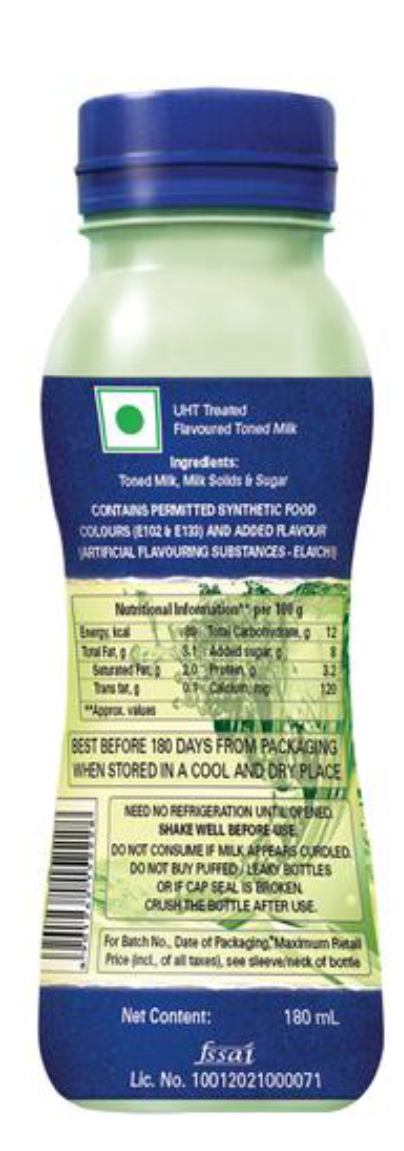 UHT Treated
Flavoured Toned Milk
Ingredients:
Toned Milk, Milk Solids & Sugar
CONTAINS PERMITTED SYNTHETIC FOOD
COLOURS (E102 & E133) AND ADDED FLAVOUR
(ARTIFICIAL FLAVOURING SUBSTANCES - ELAICHI)
Nutritional Information** per 100 g
Energy, kcal 89 Total Carbohydrate, g 12
Total Fat, g 3.1 Added sugar, g 8
Saturated Fat, g 2.0 Protein, g 3.2
Trans fat, g 0.1 Calcium, mg 120
**Approx. values
BEST BEFORE 180 DAYS FROM PACKAGING
WHEN STORED IN A COOL AND DRY PLACE
NEED NO REFRIGERATION UNTIL OPENED.
SHAKE WELL BEFORE USE.
DO NOT CONSUME IF MILK APPEARS CURDLED.
DO NOT BUY PUFFED / LEAKY BOTTLES
OR IF CAP SEAL IS BROKEN.
CRUSH THE BOTTLE AFTER USE.
For Batch No., Date of Packaging, Maximum Retail
Price (incl., of all taxes), see sleeve/neck of bottle
Net Content: 180 mL
fssai
Lic. No. 10012021000071